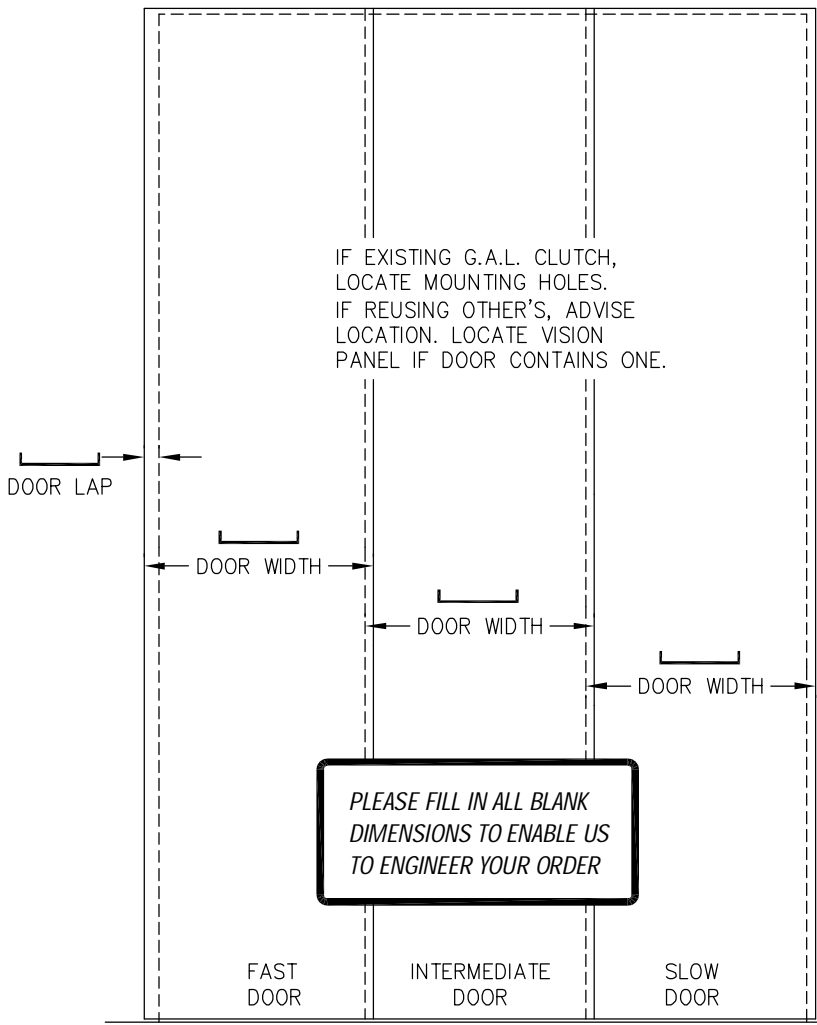 IF EXISTING G.A.L. CLUTCH,
LOCATE MOUNTING HOLES.
IF REUSING OTHER'S, ADVISE
LOCATION. LOCATE VISION
PANEL IF DOOR CONTAINS ONE.
DOOR LAP
DOOR WIDTH
DOOR WIDTH
DOOR WIDTH
PLEASE FILL IN ALL BLANK
DIMENSIONS TO ENABLE US
TO ENGINEER YOUR ORDER
FAST
DOOR
INTERMEDIATE
DOOR
SLOW
DOOR